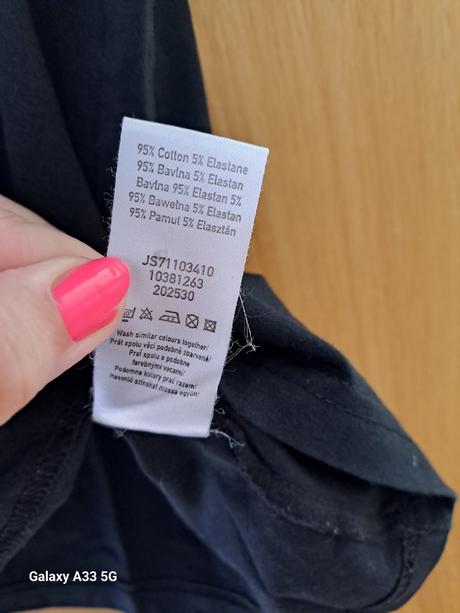 95% Cotton 5% Elastane
95% Bavlna 5% Elastan
Bavlna 95% Elastan 5%
95% Bawełna 5% Elastan
95% Pamut 5% Elasztán
JS71103410
10381263
202530
Wash similar colours together/
Prát spolu věci podobně zbarvané/
Prať spolu s podobne
farebnými vecami/
Podobne kolory prać razem/
Hasonló színeket mossa együtt/
Galaxy A33 5G